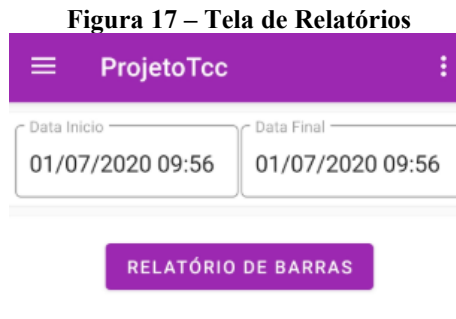 Figura 17 – Tela de Relatórios
ProjetoTcc
Data Inicio Data Final
01/07/2020 09:56 01/07/2020 09:56
RELATÓRIO DE BARRAS